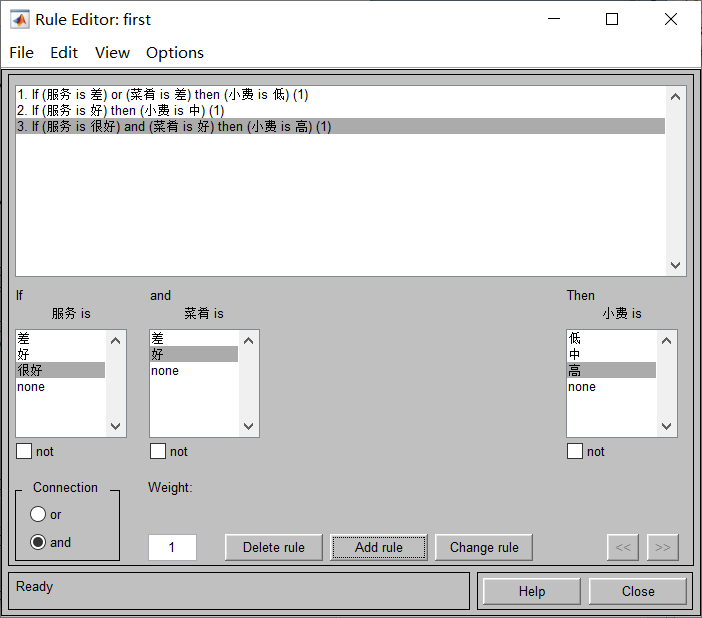 Rule Editor: first
File Edit View Options
1. If (服务 is 差) or (菜肴 is 差) then (小费 is 低) (1)
2. If (服务 is 好) then (小费 is 中) (1)
3. If (服务 is 很好) and (菜肴 is 好) then (小费 is 高) (1)
If and Then
服务 is 菜肴 is 小费 is
差
好
很好
none
差
好
none
低
中
高
none
not not not
Connection Weight:
or
and
1 Delete rule Add rule Change rule << >>
Ready Help Close